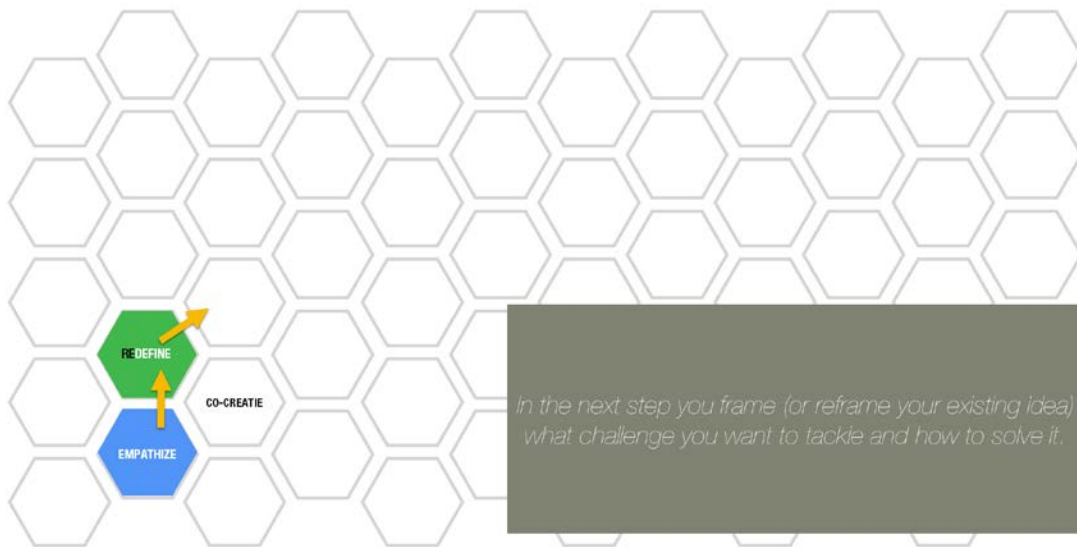 REDEFINE
CO-CREATIE
EMPATHIZE
In the next step you frame (or reframe your existing idea)
what challenge you want to tackle and how to solve it.